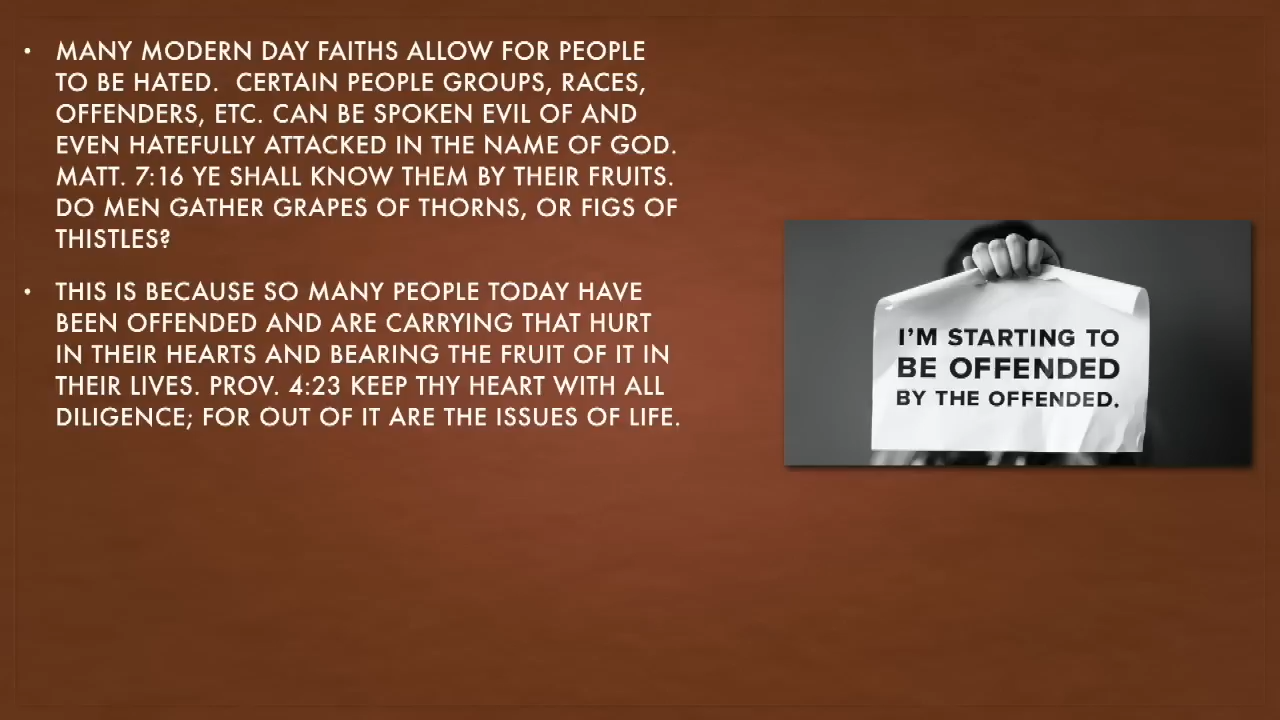 • MANY MODERN DAY FAITHS ALLOW FOR PEOPLE
TO BE HATED.  CERTAIN PEOPLE GROUPS, RACES,
OFFENDERS, ETC. CAN BE SPOKEN EVIL OF AND
EVEN HATEFULLY ATTACKED IN THE NAME OF GOD.
MATT. 7:16 YE SHALL KNOW THEM BY THEIR FRUITS.
DO MEN GATHER GRAPES OF THORNS, OR FIGS OF
THISTLES?
• THIS IS BECAUSE SO MANY PEOPLE TODAY HAVE
BEEN OFFENDED AND ARE CARRYING THAT HURT
IN THEIR HEARTS AND BEARING THE FRUIT OF IT IN
THEIR LIVES. PROV. 4:23 KEEP THY HEART WITH ALL
DILIGENCE; FOR OUT OF IT ARE THE ISSUES OF LIFE.
I'M STARTING TO
BE OFFENDED
BY THE OFFENDED.